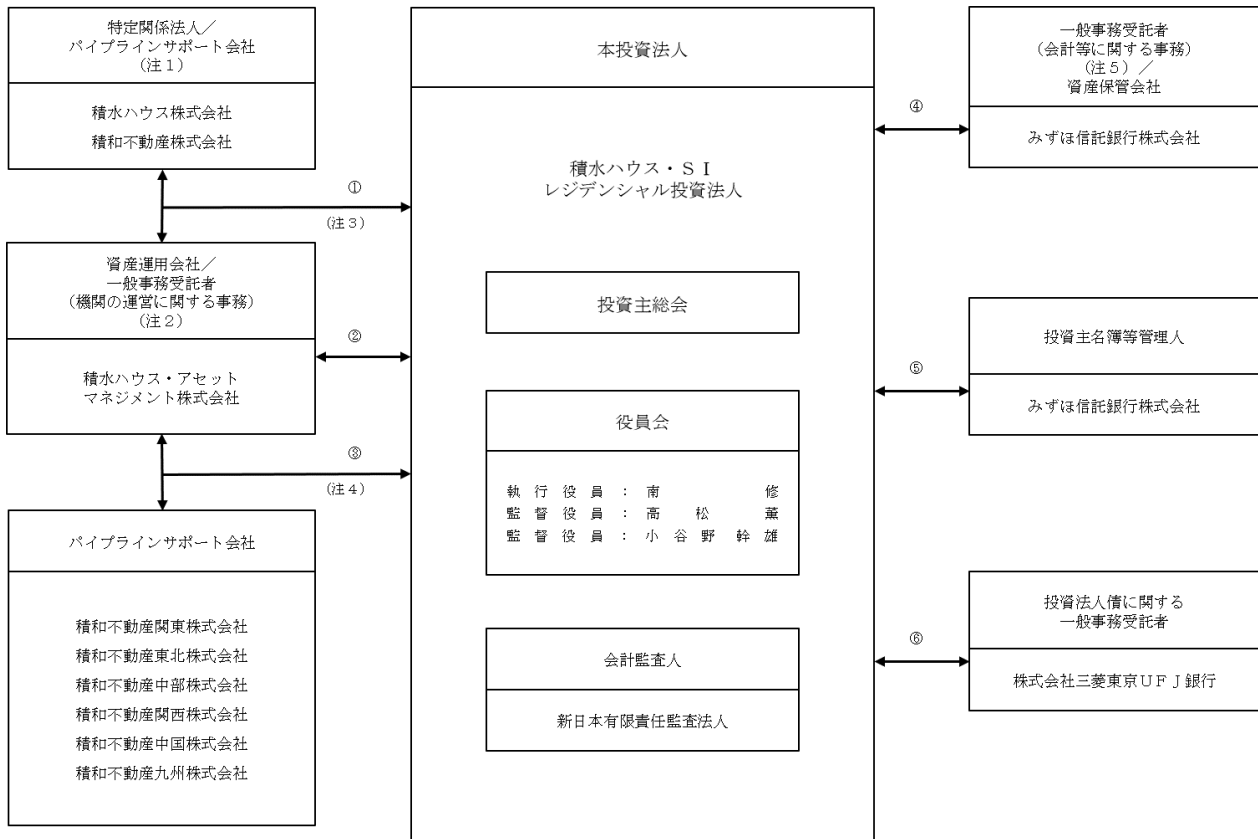 特定関係法人／
パイプラインサポート会社
(注１)
積水ハウス株式会社
積和不動産株式会社
①
(注３)
資産運用会社／
一般事務受託者
(機関の運営に関する事務)
(注２)
積水ハウス・アセット
マネジメント株式会社
②
③
(注４)
パイプラインサポート会社
積和不動産関東株式会社
積和不動産東北株式会社
積和不動産中部株式会社
積和不動産関西株式会社
積和不動産中国株式会社
積和不動産九州株式会社
本投資法人
積水ハウス・ＳＩ
レジデンシャル投資法人
投資主総会
役員会
執行役員：南　　　修
監督役員：高　松　薫
監督役員：小谷野幹雄
会計監査人
新日本有限責任監査法人
④
一般事務受託者
(会計等に関する事務)
(注５)／
資産保管会社
みずほ信託銀行株式会社
⑤
投資主名簿等管理人
みずほ信託銀行株式会社
⑥
投資法人債に関する
一般事務受託者
株式会社三菱東京ＵＦＪ銀行